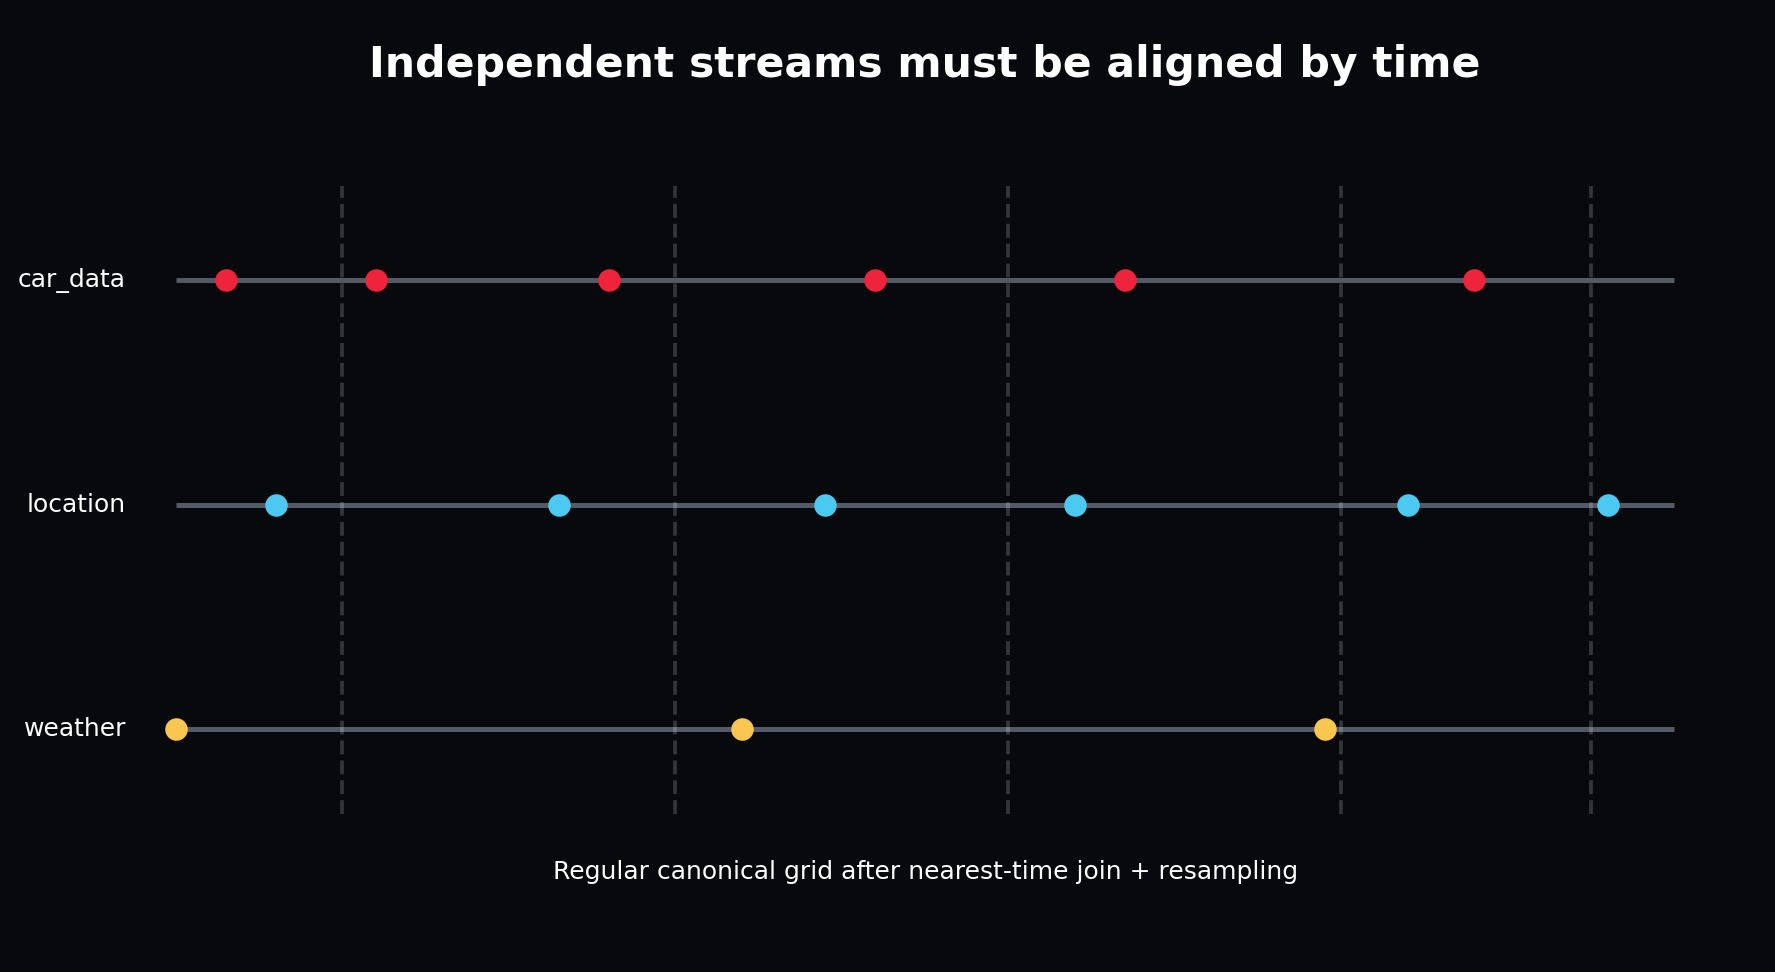 Independent streams must be aligned by time
car_data
location
weather
Regular canonical grid after nearest-time join + resampling